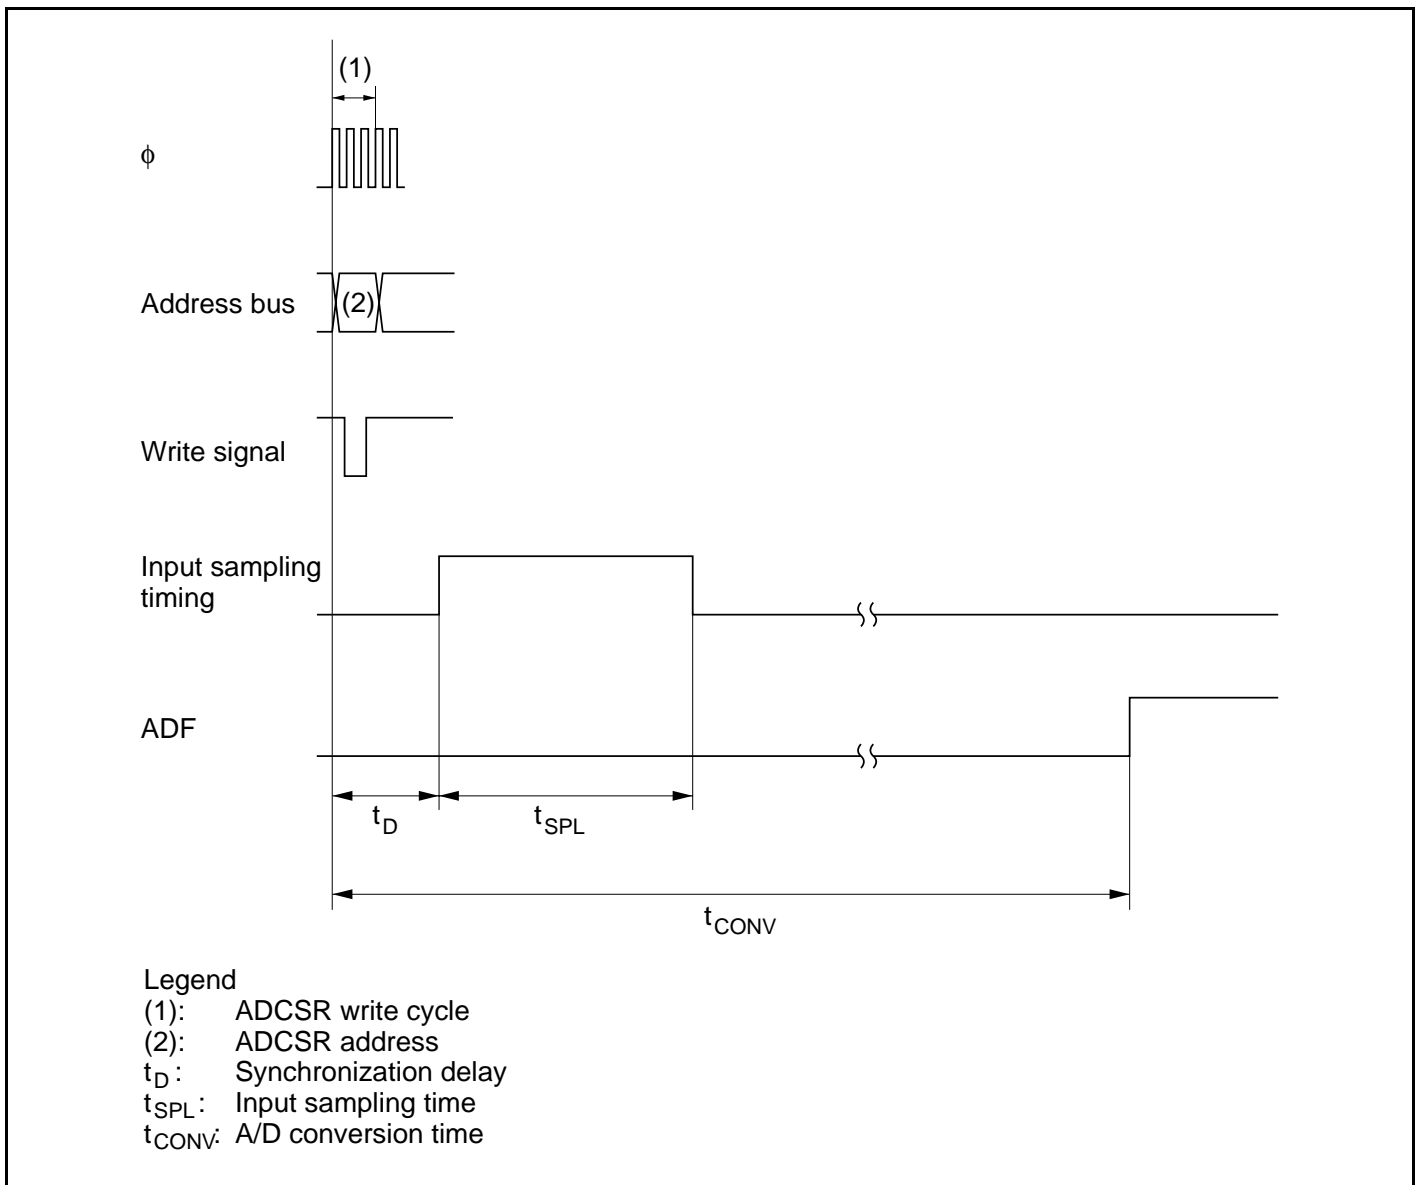 (1)
ϕ
Address bus
(2)
Write signal
Input sampling
timing
ADF
tD
tSPL
tCONV
Legend
(1): ADCSR write cycle
(2): ADCSR address
tD : Synchronization delay
tSPL : Input sampling time
tCONV: A/D conversion time